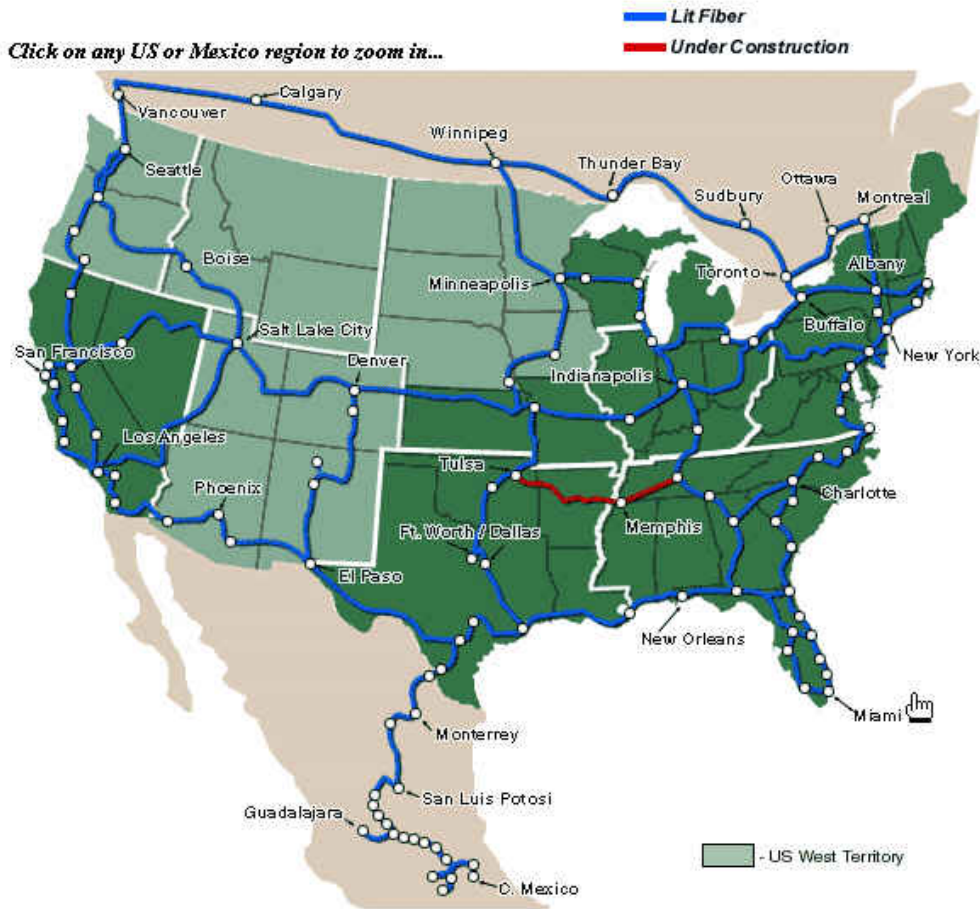 Lit Fiber
Click on any US or Mexico region to zoom in...
Under Construction
Calgary
Vancouver
Winnipeg
Thunder Bay
Seattle
Sudbury
Ottawa
Montreal
Boise
Toronto
Albany
Minneapolis
Salt Lake City
Buffalo
San Francisco
Denver
New York
Indianapolis
Los Angeles
Tulsa
Phoenix
Charlotte
Memphis
Ft. Worth / Dallas
El Paso
New Orleans
Miami
Monterrey
San Luis Potosi
Guadalajara
- US West Territory
C. Mexico